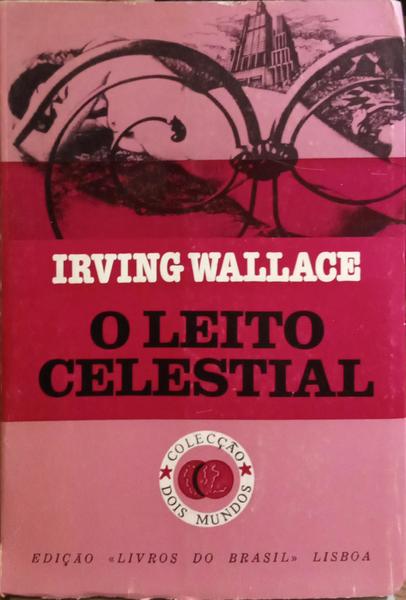 IRVING WALLACE
O LEITO
CELESTIAL
COLECÇÃO
DOIS MUNDOS
EDIÇÃO «LIVROS DO BRASIL» LISBOA